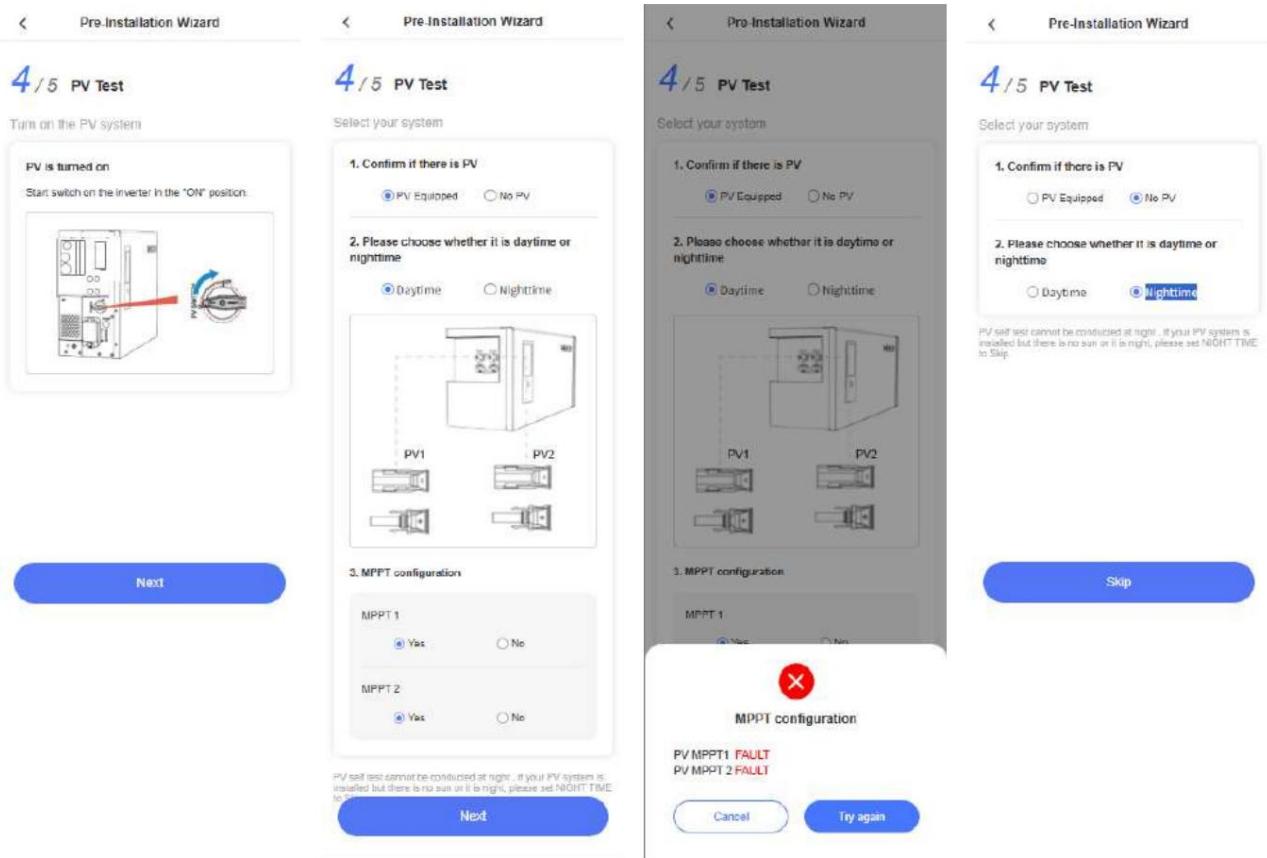 Pre-Installation Wizard
4/5 PV Test
Turn on the PV system
PV is turned on
Start switch on the inverter in the "ON" position.
PV SWITCH
Next
Pre-Installation Wizard
4/5 PV Test
Select your system
1. Confirm if there is PV
PV Equipped No PV
2. Please choose whether it is daytime or
nighttime
Daytime Nighttime
PV1 PV2
3. MPPT configuration
MPPT 1
Yes No
MPPT 2
Yes No
PV self test cannot be conducted at night . If your PV system is
installed but there is no sun or it is night, please set NIGHT TIME
Next
Pre-Installation Wizard
4/5 PV Test
Select your system
1. Confirm if there is PV
PV Equipped No PV
2. Please choose whether it is daytime or
nighttime
Daytime Nighttime
PV1 PV2
3. MPPT configuration
MPPT 1
Yes No
MPPT configuration
PV MPPT1 FAULT
PV MPPT 2 FAULT
Cancel Try again
Pre-Installation Wizard
4/5 PV Test
Select your system
1. Confirm if there is PV
PV Equipped No PV
2. Please choose whether it is daytime or
nighttime
Daytime Nighttime
PV self test cannot be conducted at night . If your PV system is
installed but there is no sun or it is night, please set NIGHT TIME
to Skip
Skip